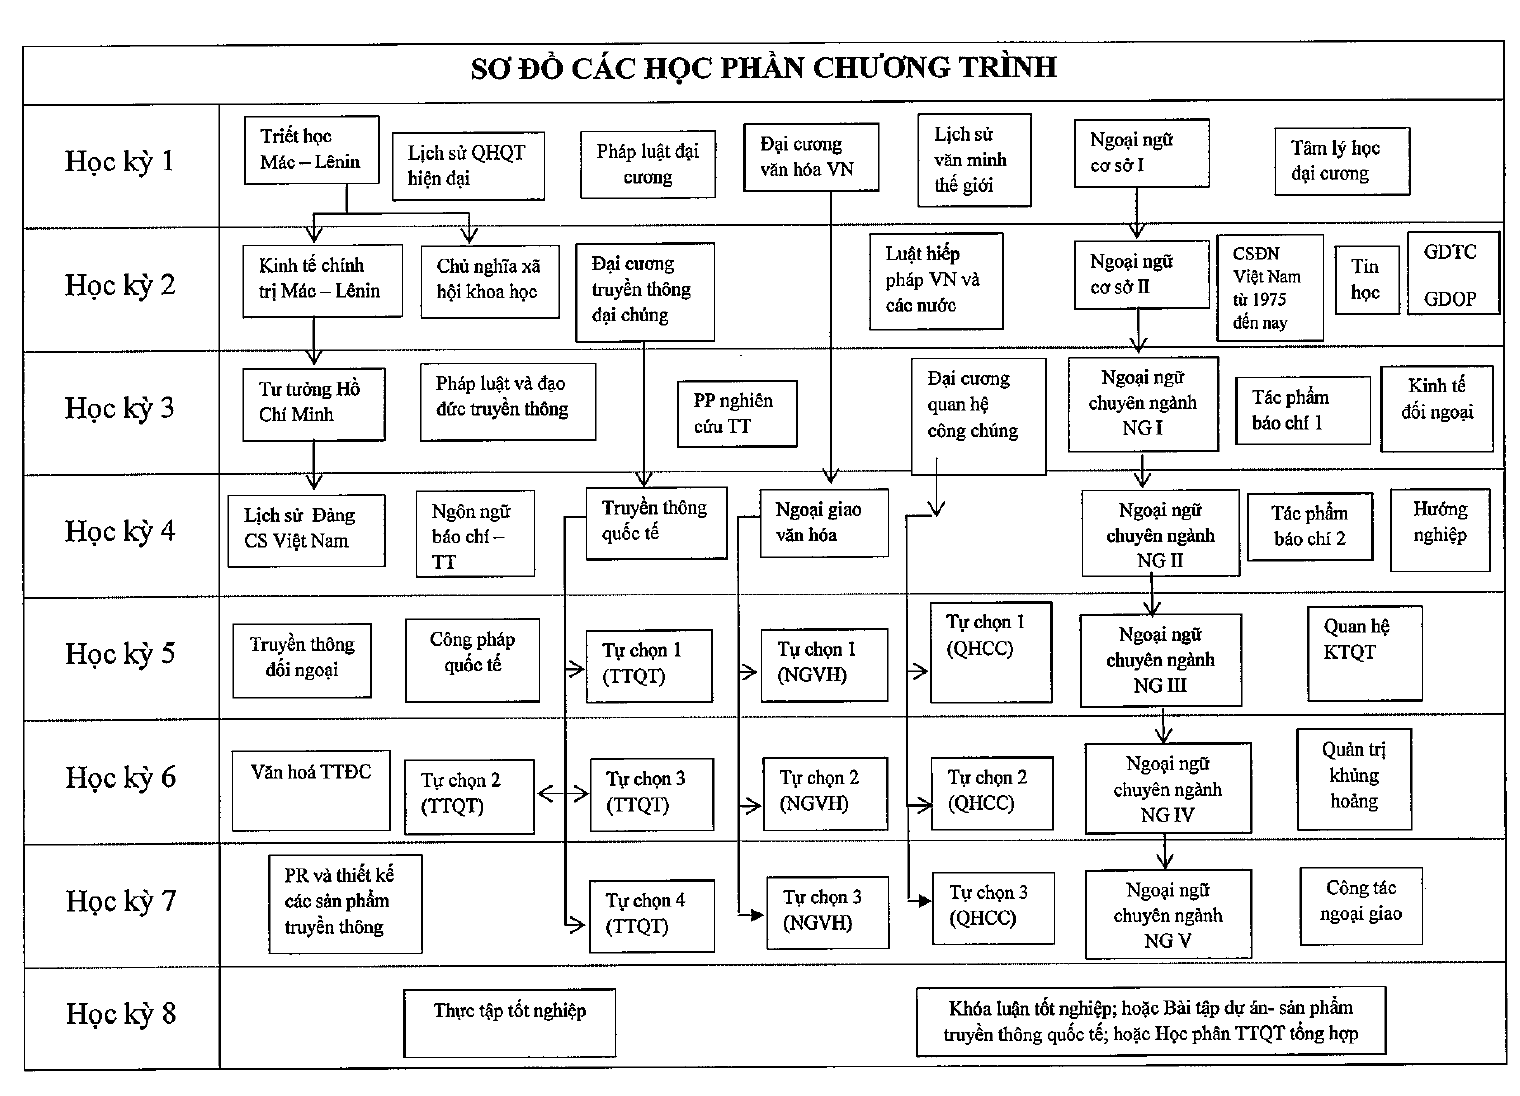 SƠ ĐỒ CÁC HỌC PHẦN CHƯƠNG TRÌNH
Học kỳ 1
Triết học
Mác – Lênin
Lịch sử QHQT
hiện đại
Pháp luật đại
cương
Đại cương
văn hóa VN
Lịch sử
văn minh
thế giới
Ngoại ngữ
cơ sở I
Tâm lý học
đại cương
Học kỳ 2
Kinh tế chính
trị Mác – Lênin
Chủ nghĩa xã
hội khoa học
Đại cương
truyền thông
đại chúng
Luật hiếp
pháp VN và
các nước
Ngoại ngữ
cơ sở II
CSĐN
Việt Nam
từ 1975
đến nay
Tin
học
GDTC
GDOP
Học kỳ 3
Tư tưởng Hồ
Chí Minh
Pháp luật và đạo
đức truyền thông
PP nghiên
cứu TT
Đại cương
quan hệ
công chúng
Ngoại ngữ
chuyên ngành
NG I
Tác phẩm
báo chí 1
Kinh tế
đối ngoại
Học kỳ 4
Lịch sử Đảng
CS Việt Nam
Ngôn ngữ
báo chí –
TT
Truyền thông
quốc tế
Ngoại giao
văn hóa
Ngoại ngữ
chuyên ngành
NG II
Tác phẩm
báo chí 2
Hướng
nghiệp
Học kỳ 5
Truyền thông
đối ngoại
Công pháp
quốc tế
Tự chọn 1
(TTQT)
Tự chọn 1
(NGVH)
Tự chọn 1
(QHCC)
Ngoại ngữ
chuyên ngành
NG III
Quan hệ
KTQT
Học kỳ 6
Văn hoá TTĐC
Tự chọn 2
(TTQT)
Tự chọn 3
(TTQT)
Tự chọn 2
(NGVH)
Tự chọn 2
(QHCC)
Ngoại ngữ
chuyên ngành
NG IV
Quản trị
khủng
hoảng
Học kỳ 7
PR và thiết kế
các sản phẩm
truyền thông
Tự chọn 4
(TTQT)
Tự chọn 3
(NGVH)
Tự chọn 3
(QHCC)
Ngoại ngữ
chuyên ngành
NG V
Công tác
ngoại giao
Học kỳ 8
Thực tập tốt nghiệp
Khóa luận tốt nghiệp; hoặc Bài tập dự án- sản phẩm
truyền thông quốc tế; hoặc Học phân TTQT tổng hợp